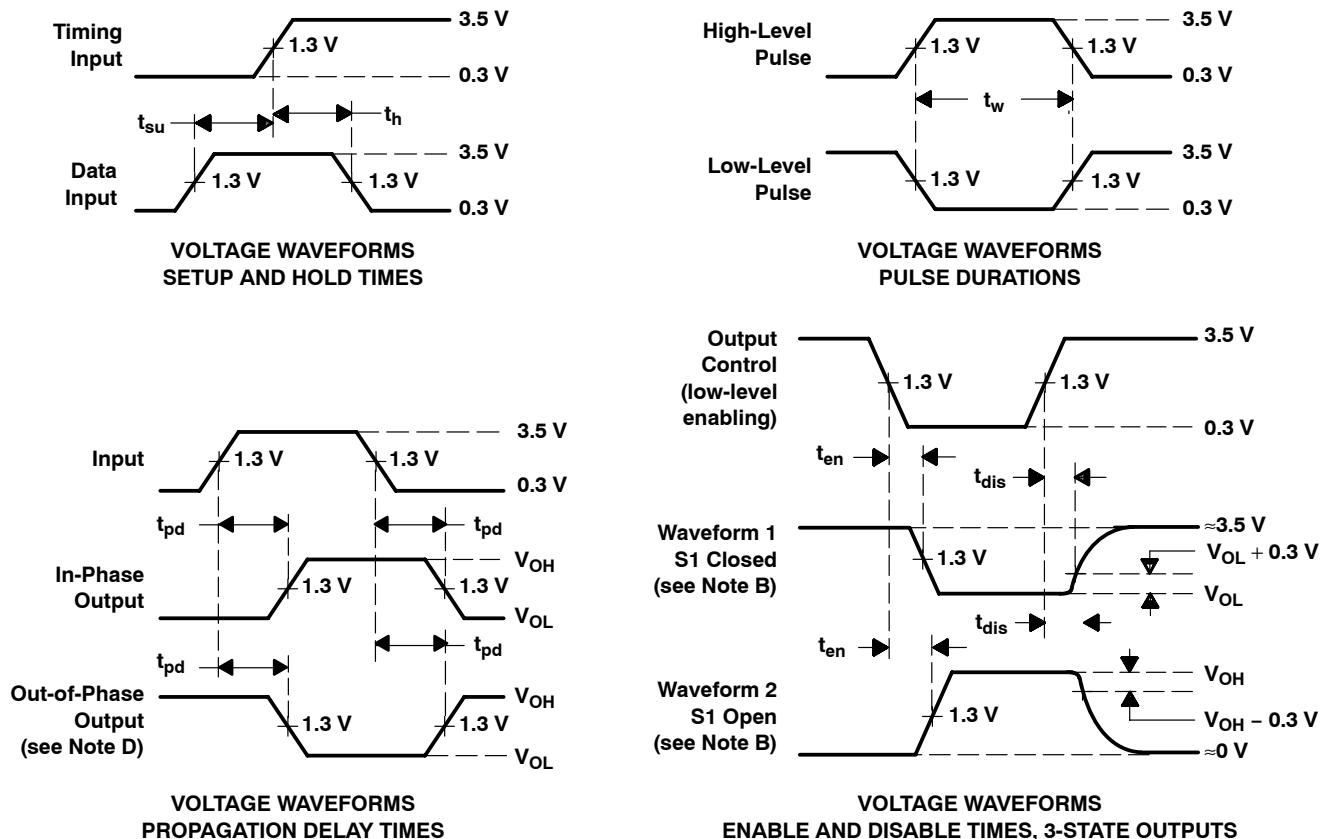 Timing
Input
3.5 V
1.3 V
0.3 V
t_su
t_h
Data
Input
3.5 V
1.3 V
1.3 V
0.3 V
VOLTAGE WAVEFORMS
SETUP AND HOLD TIMES
High-Level
Pulse
3.5 V
1.3 V
1.3 V
0.3 V
t_w
Low-Level
Pulse
3.5 V
1.3 V
1.3 V
0.3 V
VOLTAGE WAVEFORMS
PULSE DURATIONS
Input
3.5 V
1.3 V
1.3 V
0.3 V
t_pd
t_pd
In-Phase
Output
V_OH
1.3 V
1.3 V
V_OL
t_pd
t_pd
Out-of-Phase
Output
(see Note D)
V_OH
1.3 V
1.3 V
V_OL
VOLTAGE WAVEFORMS
PROPAGATION DELAY TIMES
Output
Control
(low-level
enabling)
3.5 V
1.3 V
1.3 V
0.3 V
t_en
t_dis
Waveform 1
S1 Closed
(see Note B)
≈3.5 V
1.3 V
V_OL + 0.3 V
V_OL
t_en
t_dis
Waveform 2
S1 Open
(see Note B)
V_OH
1.3 V
V_OH − 0.3 V
≈0 V
VOLTAGE WAVEFORMS
ENABLE AND DISABLE TIMES, 3-STATE OUTPUTS